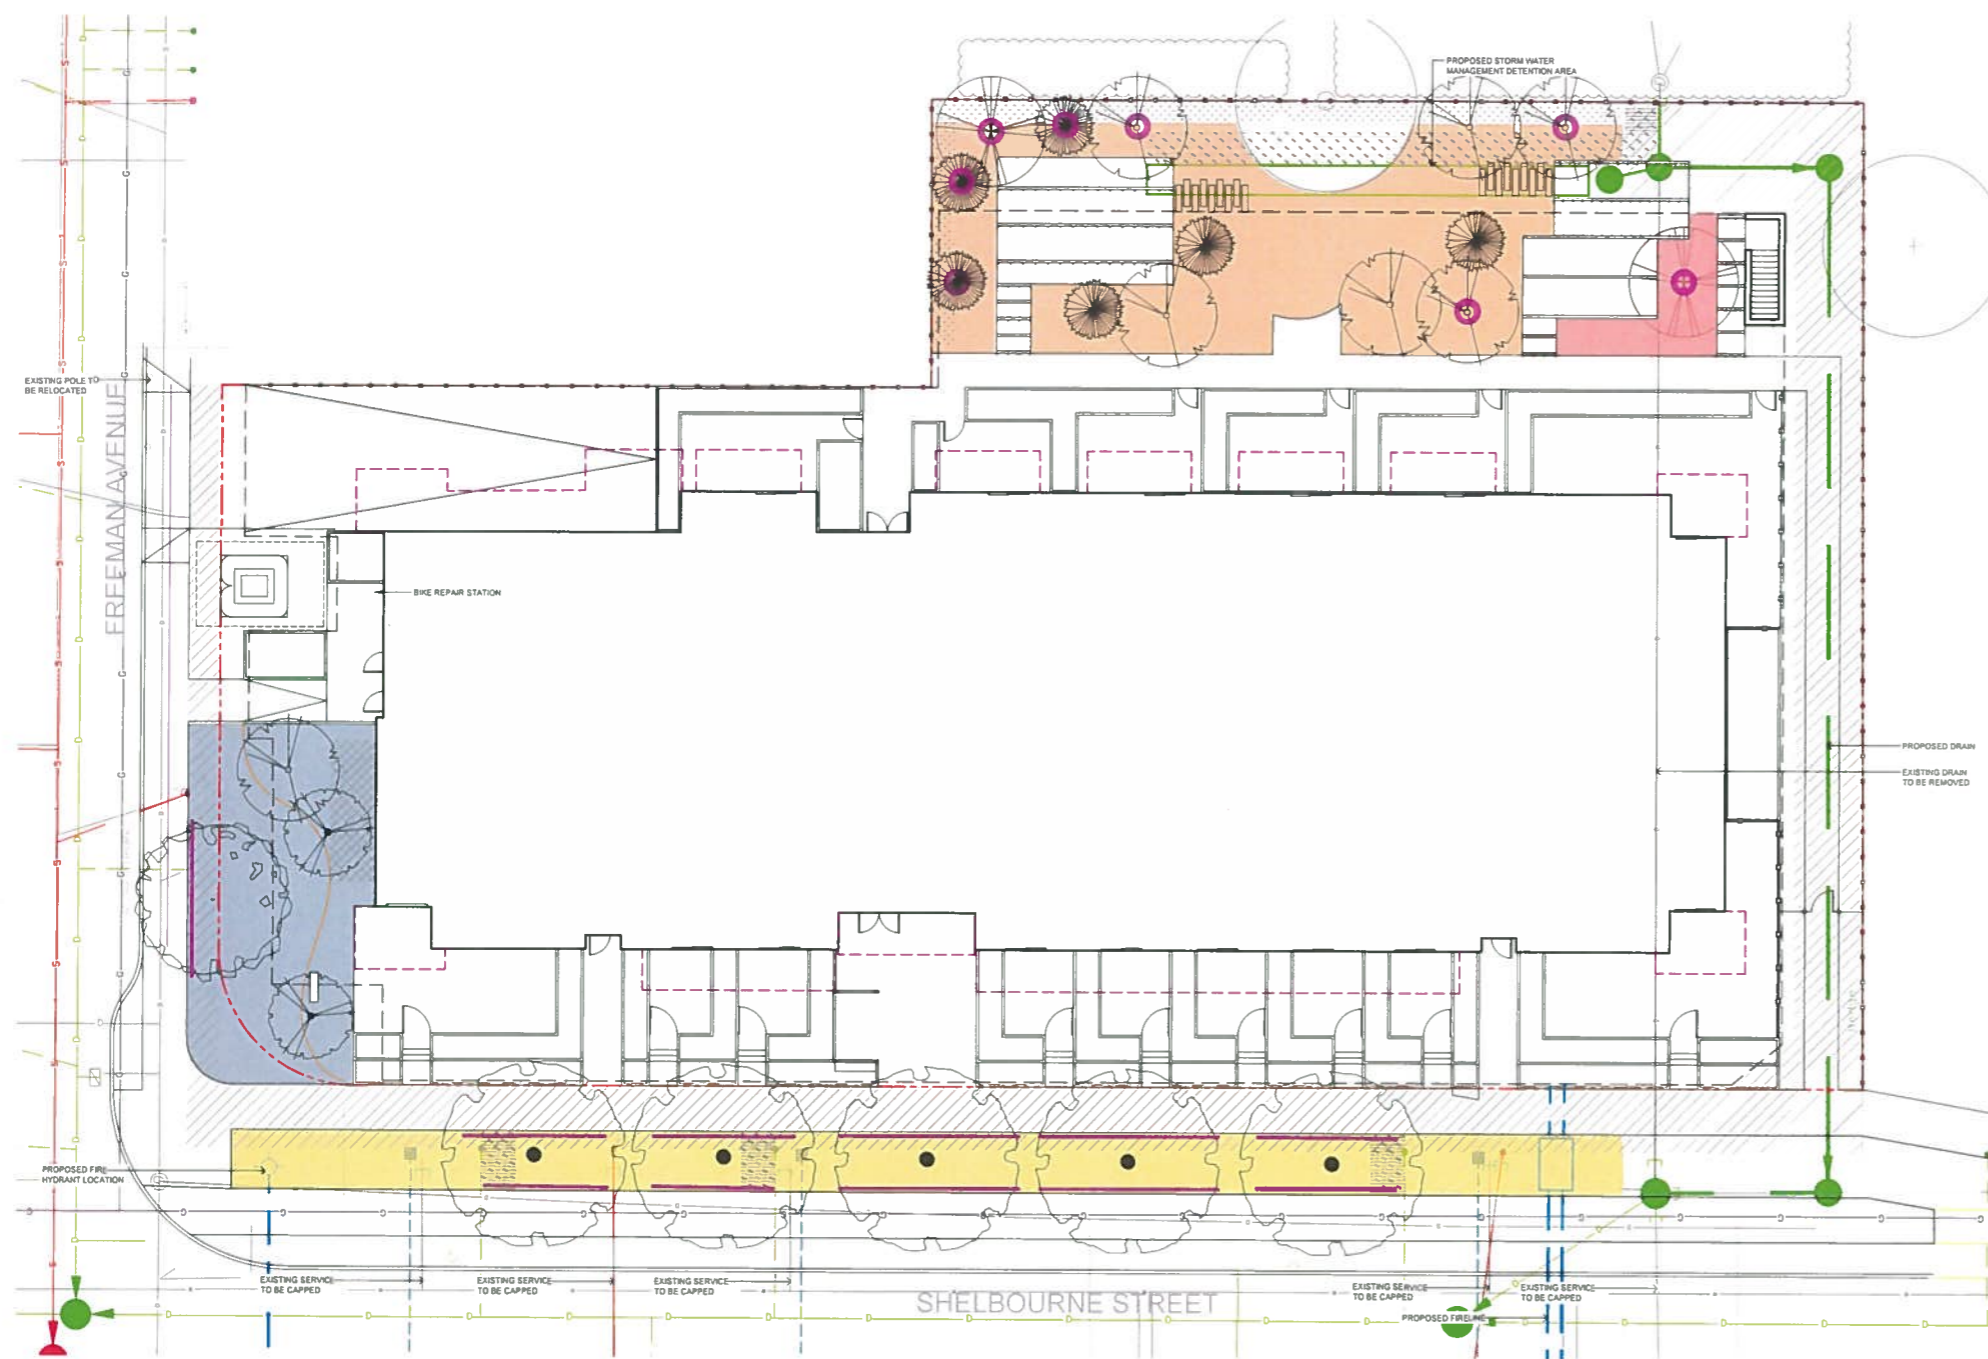 PROPOSED STORM WATER
MANAGEMENT DETENTION AREA
EXISTING POLE TO
BE RELOCATED
FREEMAN AVENUE
BIKE REPAIR STATION
PROPOSED DRAIN
EXISTING DRAIN
TO BE REMOVED
PROPOSED FIRE
HYDRANT LOCATION
EXISTING SERVICE
TO BE CAPPED
EXISTING SERVICE
TO BE CAPPED
EXISTING SERVICE
TO BE CAPPED
EXISTING SERVICE
TO BE CAPPED
EXISTING SERVICE
TO BE CAPPED
SHELBOURNE STREET
PROPOSED FIRELINE